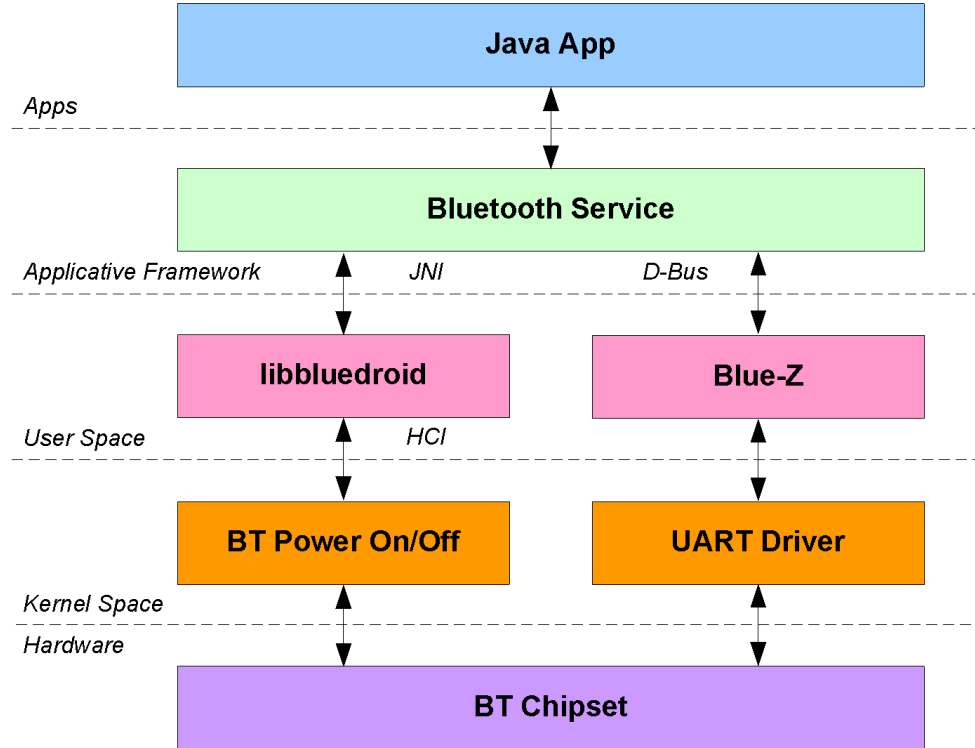 Java App
Apps
Bluetooth Service
Applicative Framework
JNI
D-Bus
libbluedroid
Blue-Z
User Space
HCI
BT Power On/Off
UART Driver
Kernel Space
Hardware
BT Chipset